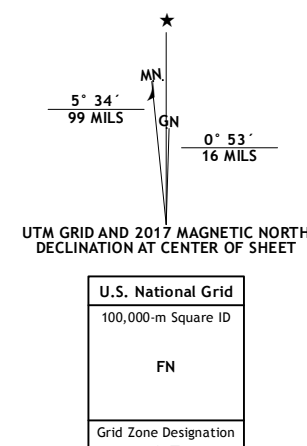 ★
MN.
5° 34´
99 MILS
GN
0° 53´
16 MILS
UTM GRID AND 2017 MAGNETIC NORTH
DECLINATION AT CENTER OF SHEET
U.S. National Grid
100,000-m Square ID
FN
Grid Zone Designation